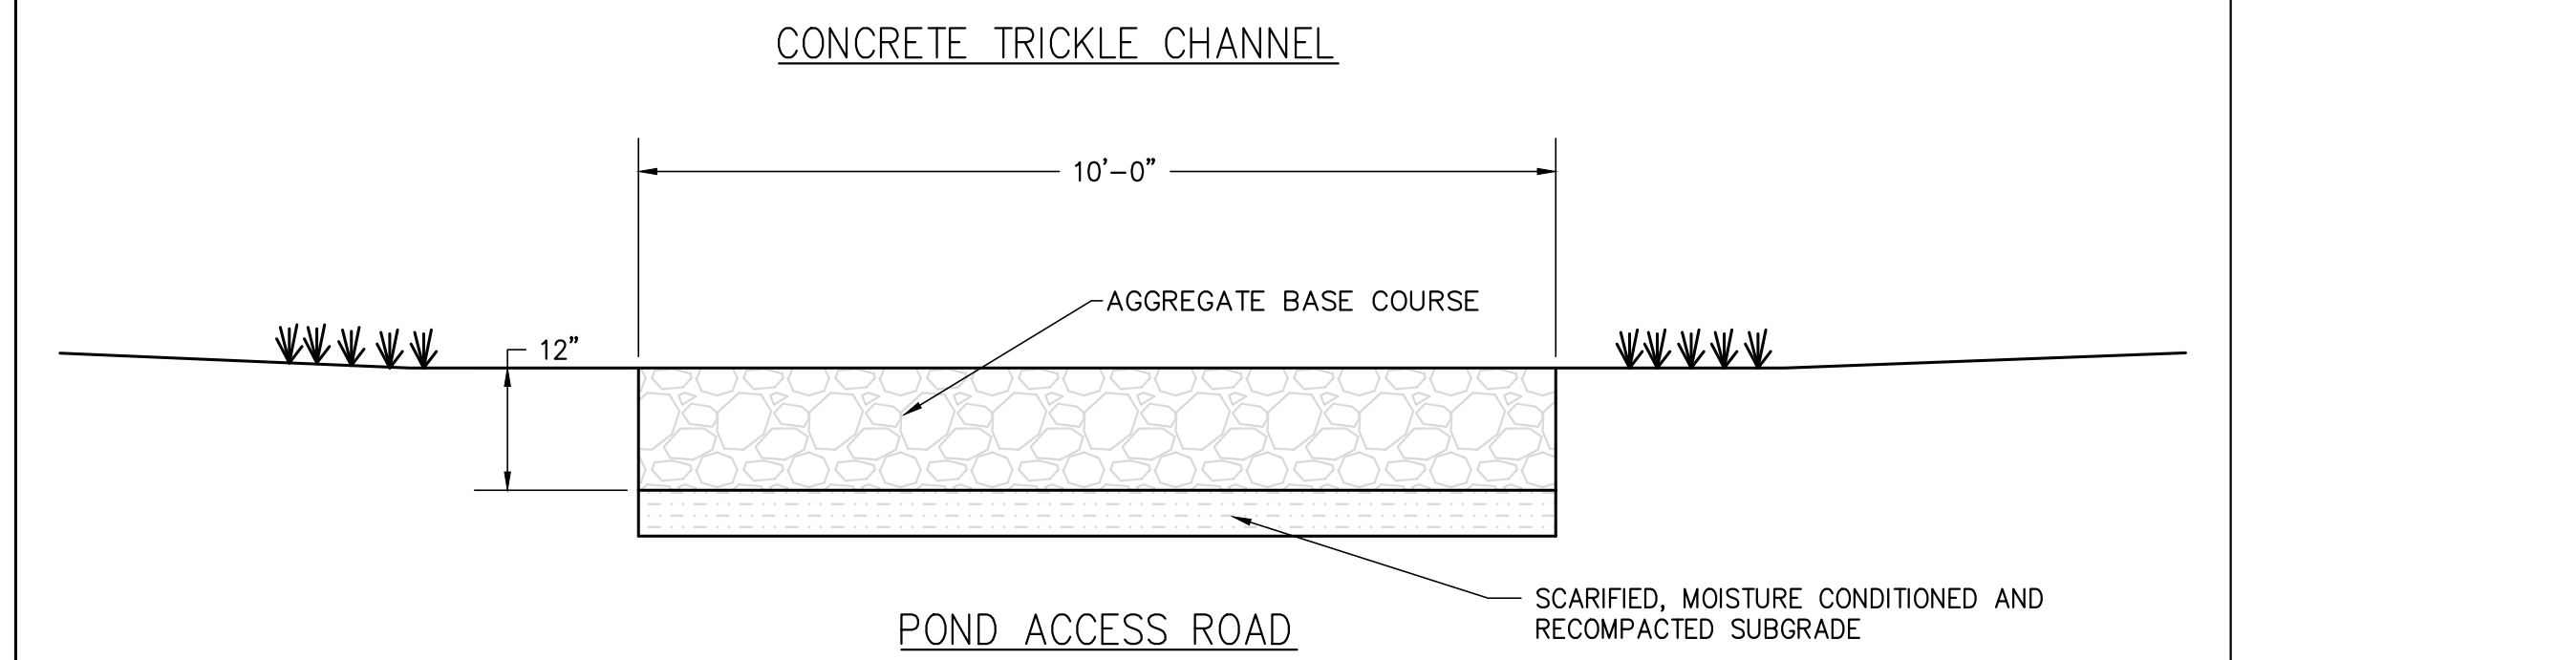 CONCRETE TRICKLE CHANNEL
10'-0"
AGGREGATE BASE COURSE
12"
SCARIFIED, MOISTURE CONDITIONED AND
RECOMPACTED SUBGRADE
POND ACCESS ROAD